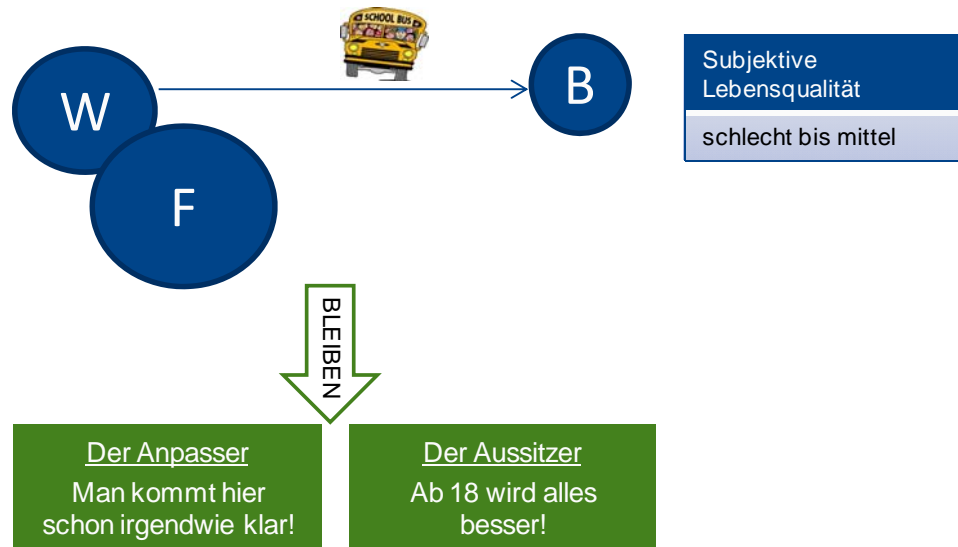 SCHOOL BUS
W
B
F
Subjektive
Lebensqualität
schlecht bis mittel
BLEIBEN
Der Anpasser
Man kommt hier
schon irgendwie klar!
Der Aussitzer
Ab 18 wird alles
besser!